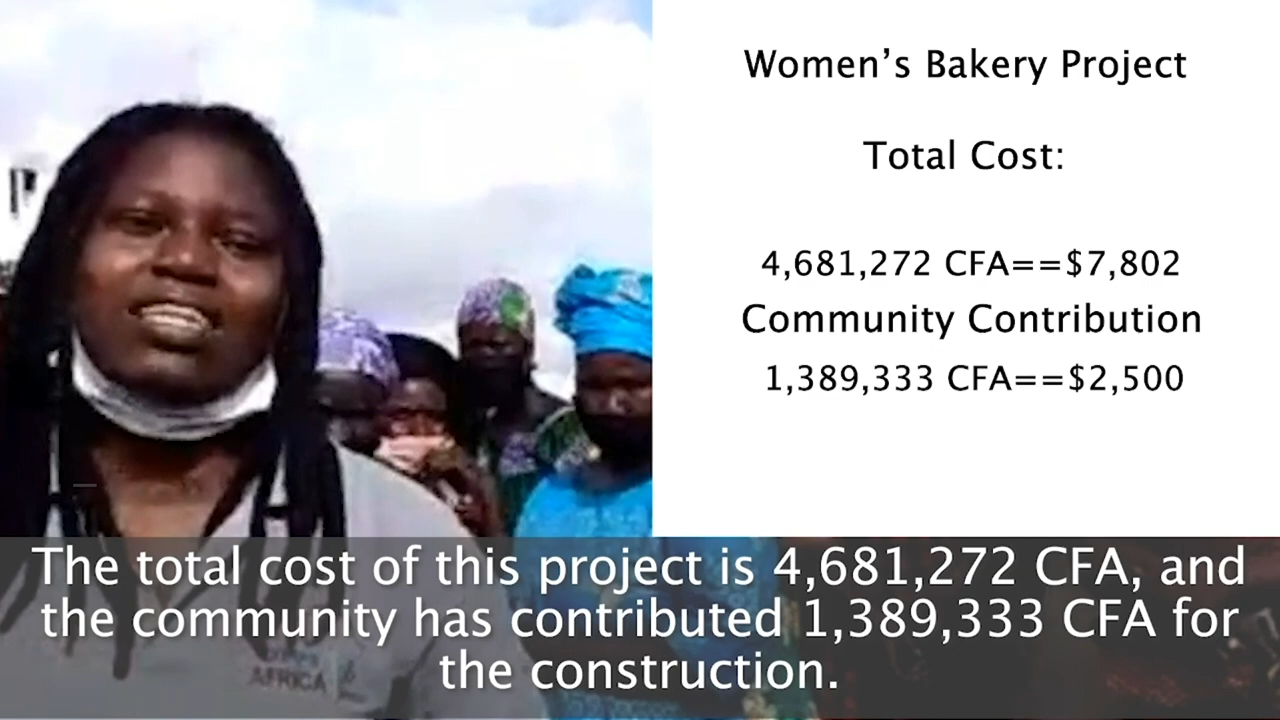 Women’s Bakery Project
Total Cost:
4,681,272 CFA==$7,802
Community Contribution
1,389,333 CFA==$2,500
The total cost of this project is 4,681,272 CFA, and
the community has contributed 1,389,333 CFA for
the construction.
AFRICA